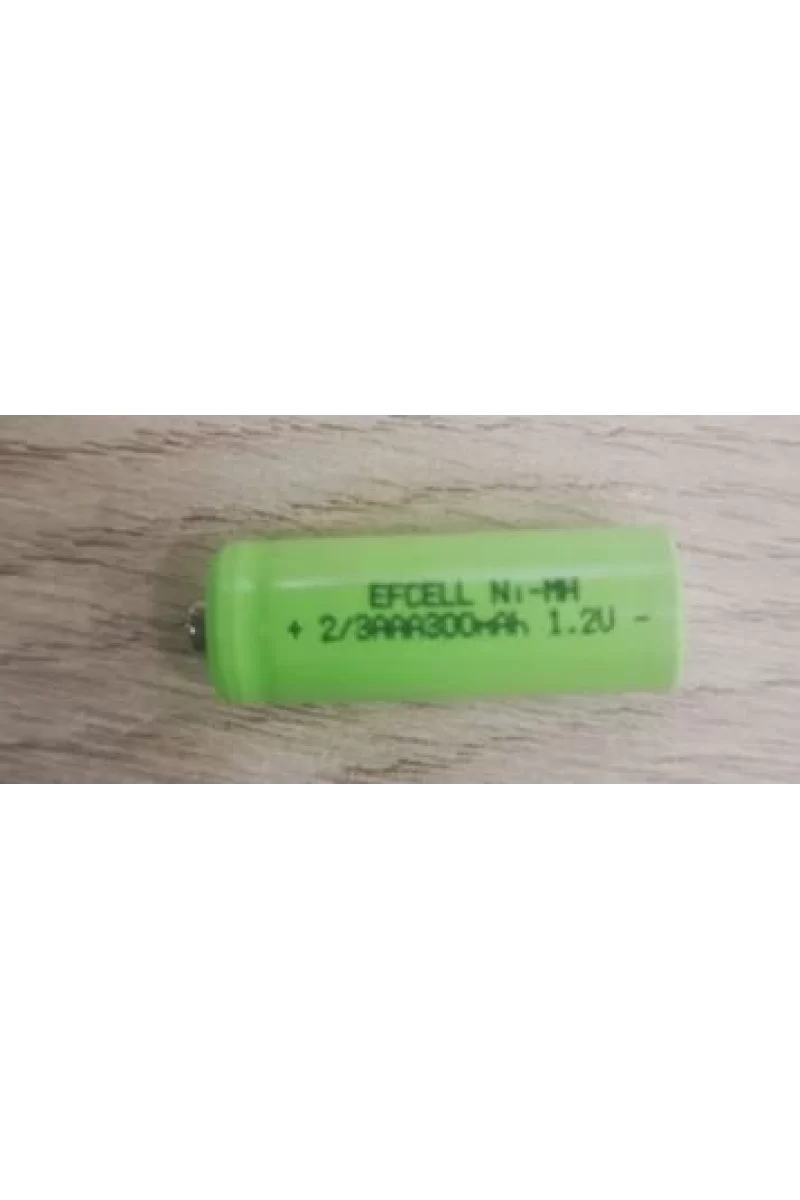 EFCELL Ni-MH
+ 2/3AAA300mAh 1.2V -